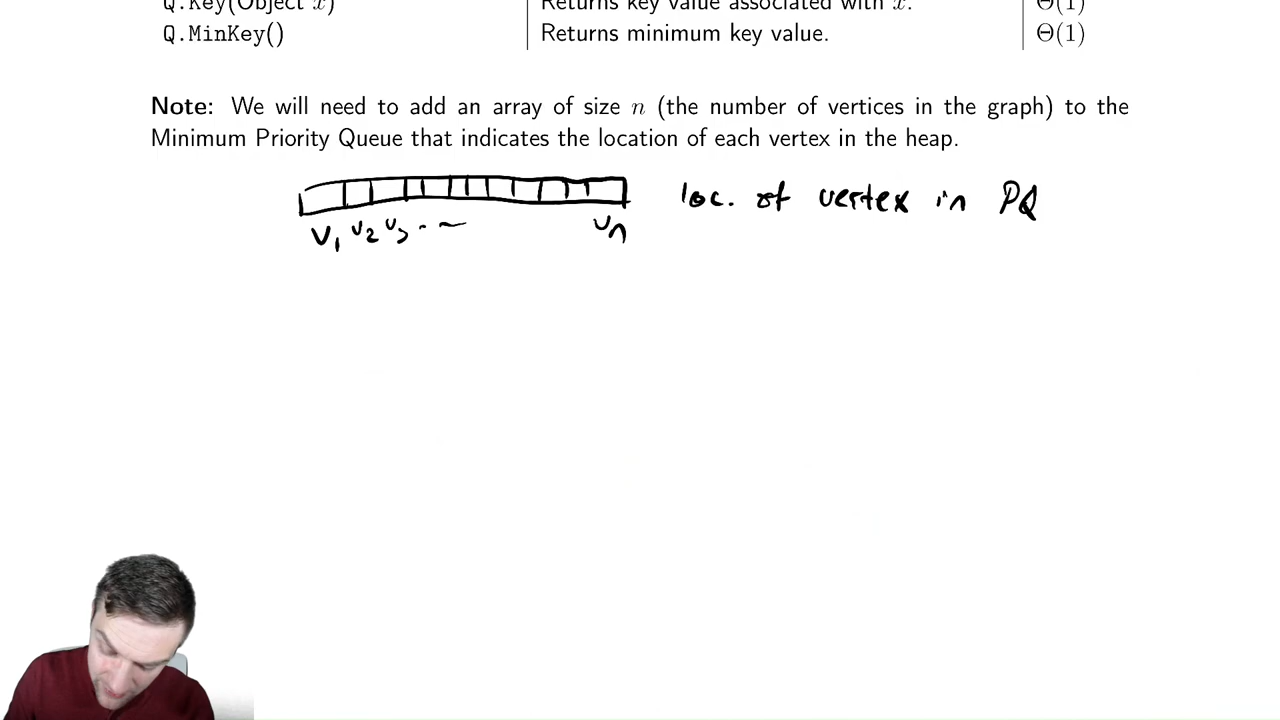 Q.Key(Object x) Returns key value associated with x. Θ(1)
Q.MinKey() Returns minimum key value. Θ(1)
Note: We will need to add an array of size n (the number of vertices in the graph) to the
Minimum Priority Queue that indicates the location of each vertex in the heap.
loc. of vertex in PQ
v1 v2 v3 ... vn